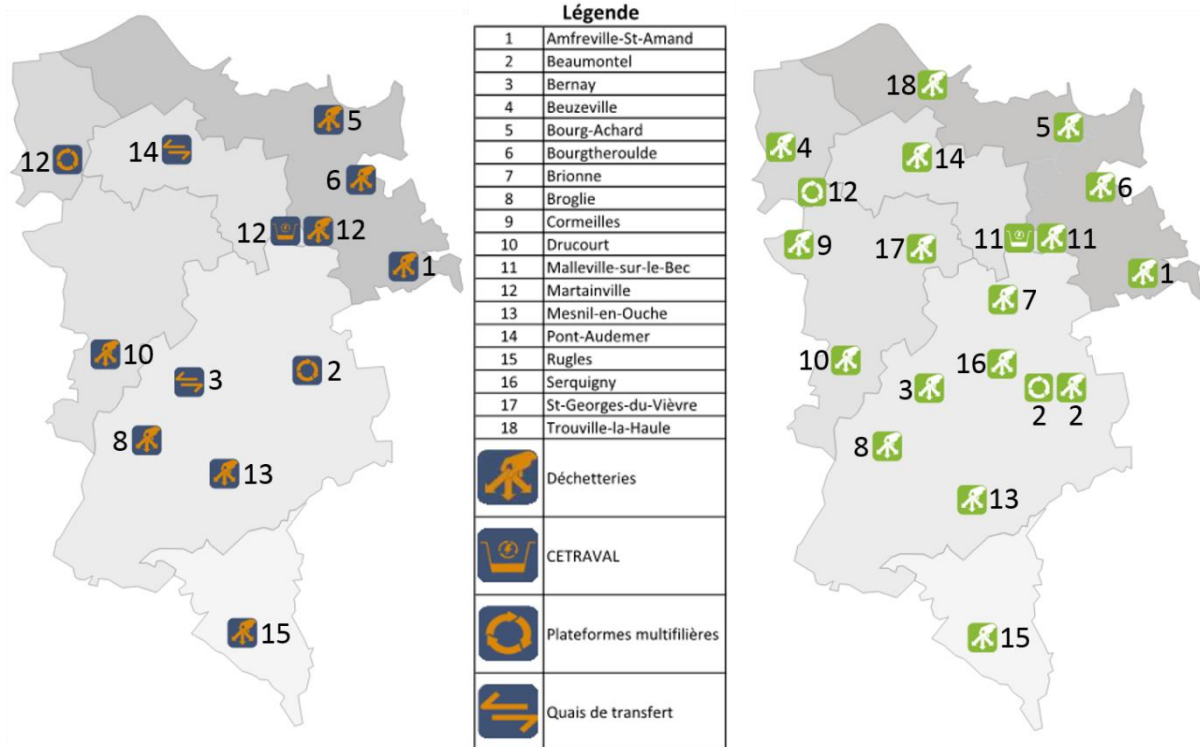 Légende
1 Amfreville-St-Amand
2 Beaumontel
3 Bernay
4 Beuzeville
5 Bourg-Achard
6 Bourgtheroulde
7 Brionne
8 Broglie
9 Cormeilles
10 Drucourt
11 Malleville-sur-le-Bec
12 Martainville
13 Mesnil-en-Ouche
14 Pont-Audemer
15 Rugles
16 Serquigny
17 St-Georges-du-Vièvre
18 Trouville-la-Haule
Déchetteries
CETRAVAL
Plateformes multifilières
Quais de transfert
5
14
12
6
12
12
1
10
3
2
8
13
15
18
5
4
14
6
12
9
17
11
11
1
7
10
16
3
2
2
8
13
15